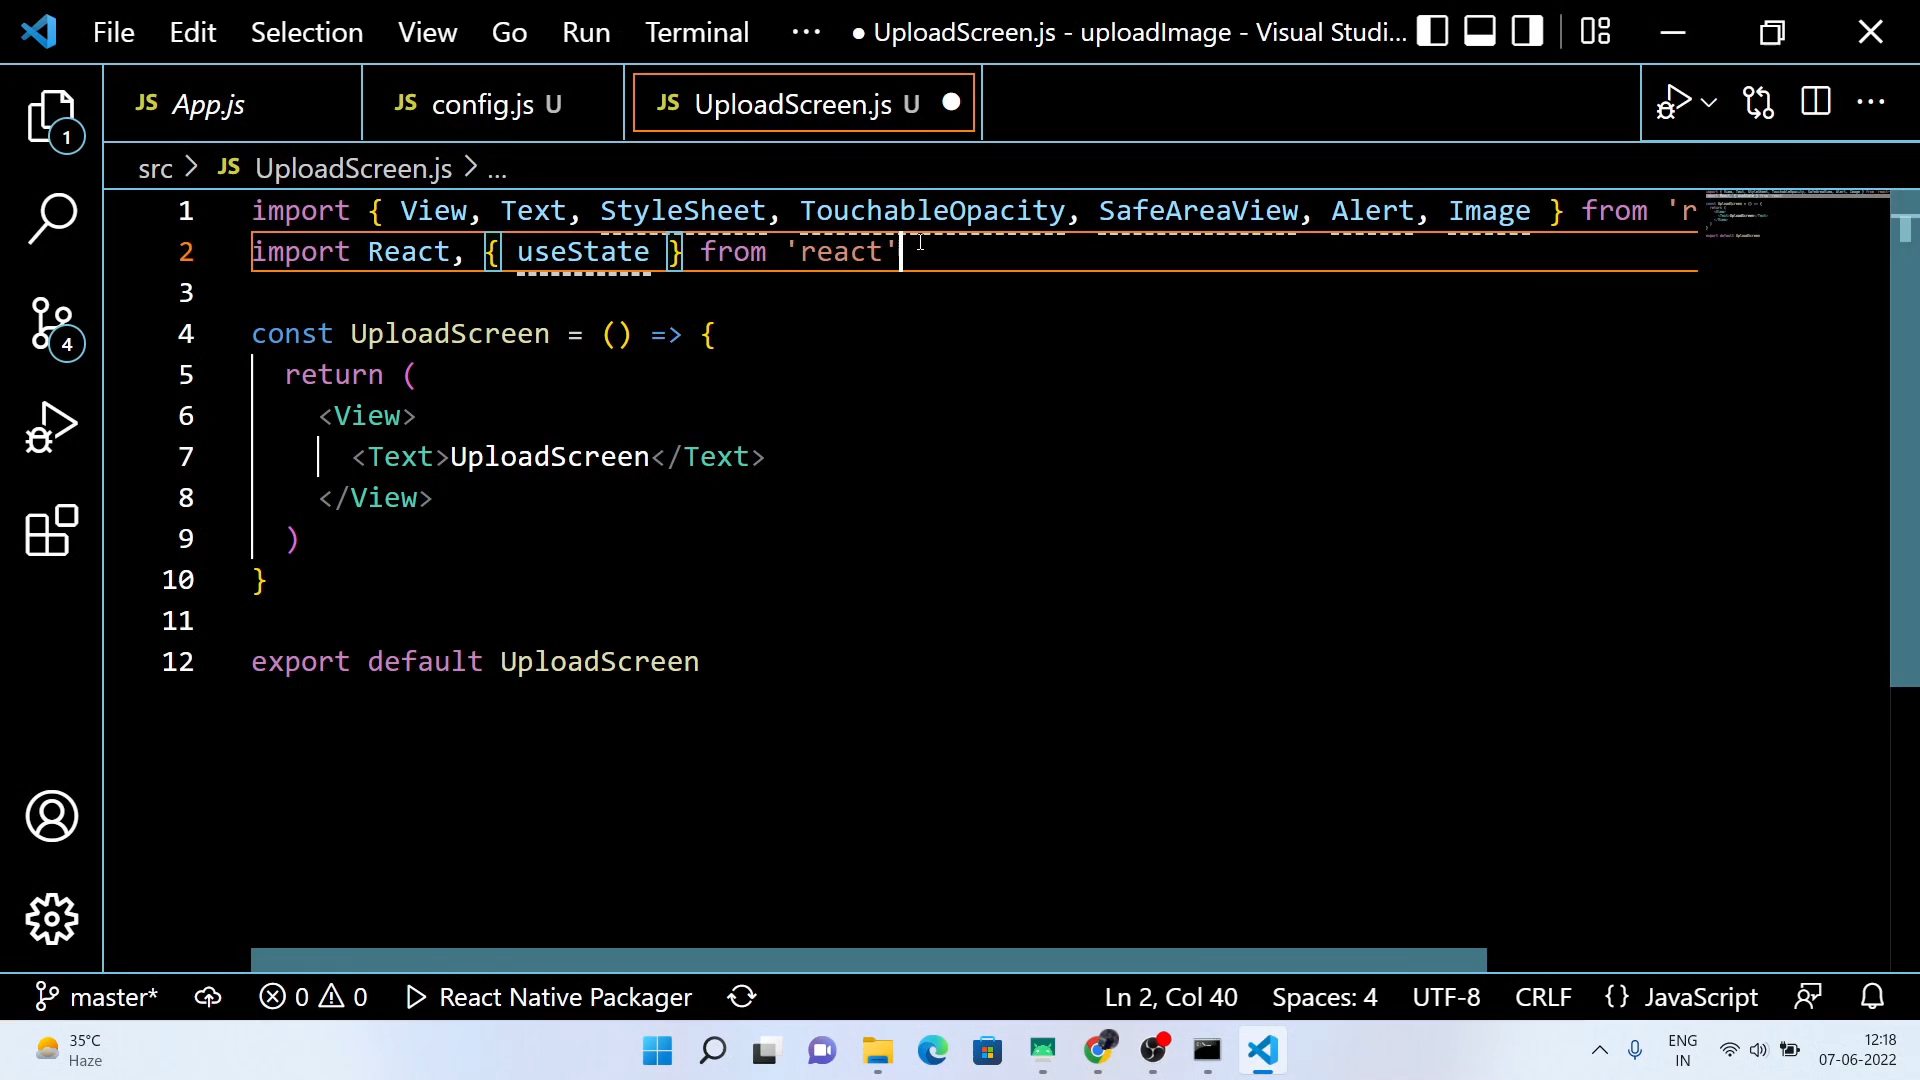 File Edit Selection View Go Run Terminal ··· ● UploadScreen.js - uploadImage - Visual Studi...
JS App.js JS config.js U JS UploadScreen.js U ●
src > JS UploadScreen.js > ...
1 import { View, Text, StyleSheet, TouchableOpacity, SafeAreaView, Alert, Image } from 'r
2 import React, { useState } from 'react'
3
4 const UploadScreen = () => {
5 return (
6 <View>
7 <Text>UploadScreen</Text>
8 </View>
9 )
10 }
11
12 export default UploadScreen
1
4
master* 0 0 React Native Packager Ln 2, Col 40 Spaces: 4 UTF-8 CRLF {} JavaScript
35°C
Haze
ENG
IN
12:18
07-06-2022